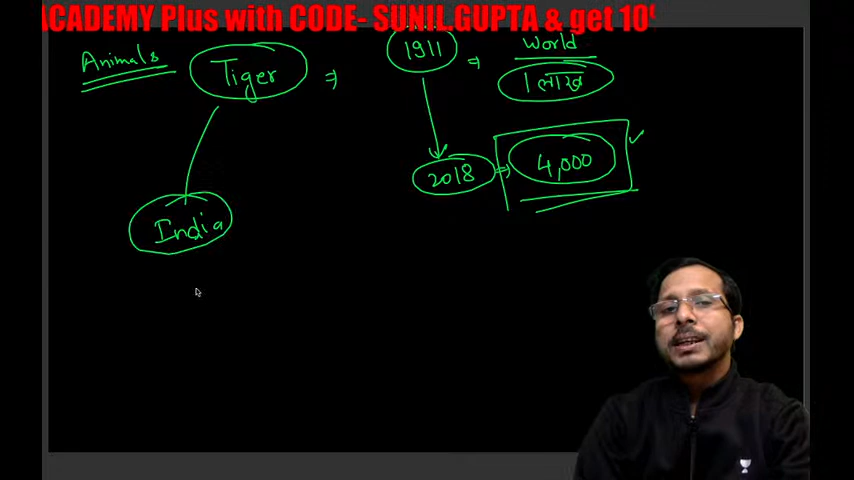 ACADEMY Plus with CODE- SUNIL.GUPTA & get 10%
Animals Tiger ⇒ 1911 ⇒ World
1 लाख
2018 ⇒ 4,000 ✓
India